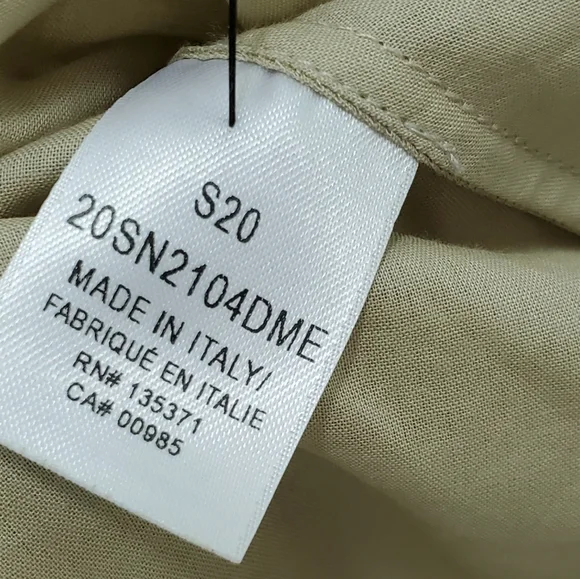 S20
20SN2104DME
MADE IN ITALY/
FABRIQUÉ EN ITALIE
RN# 135371
CA# 00985